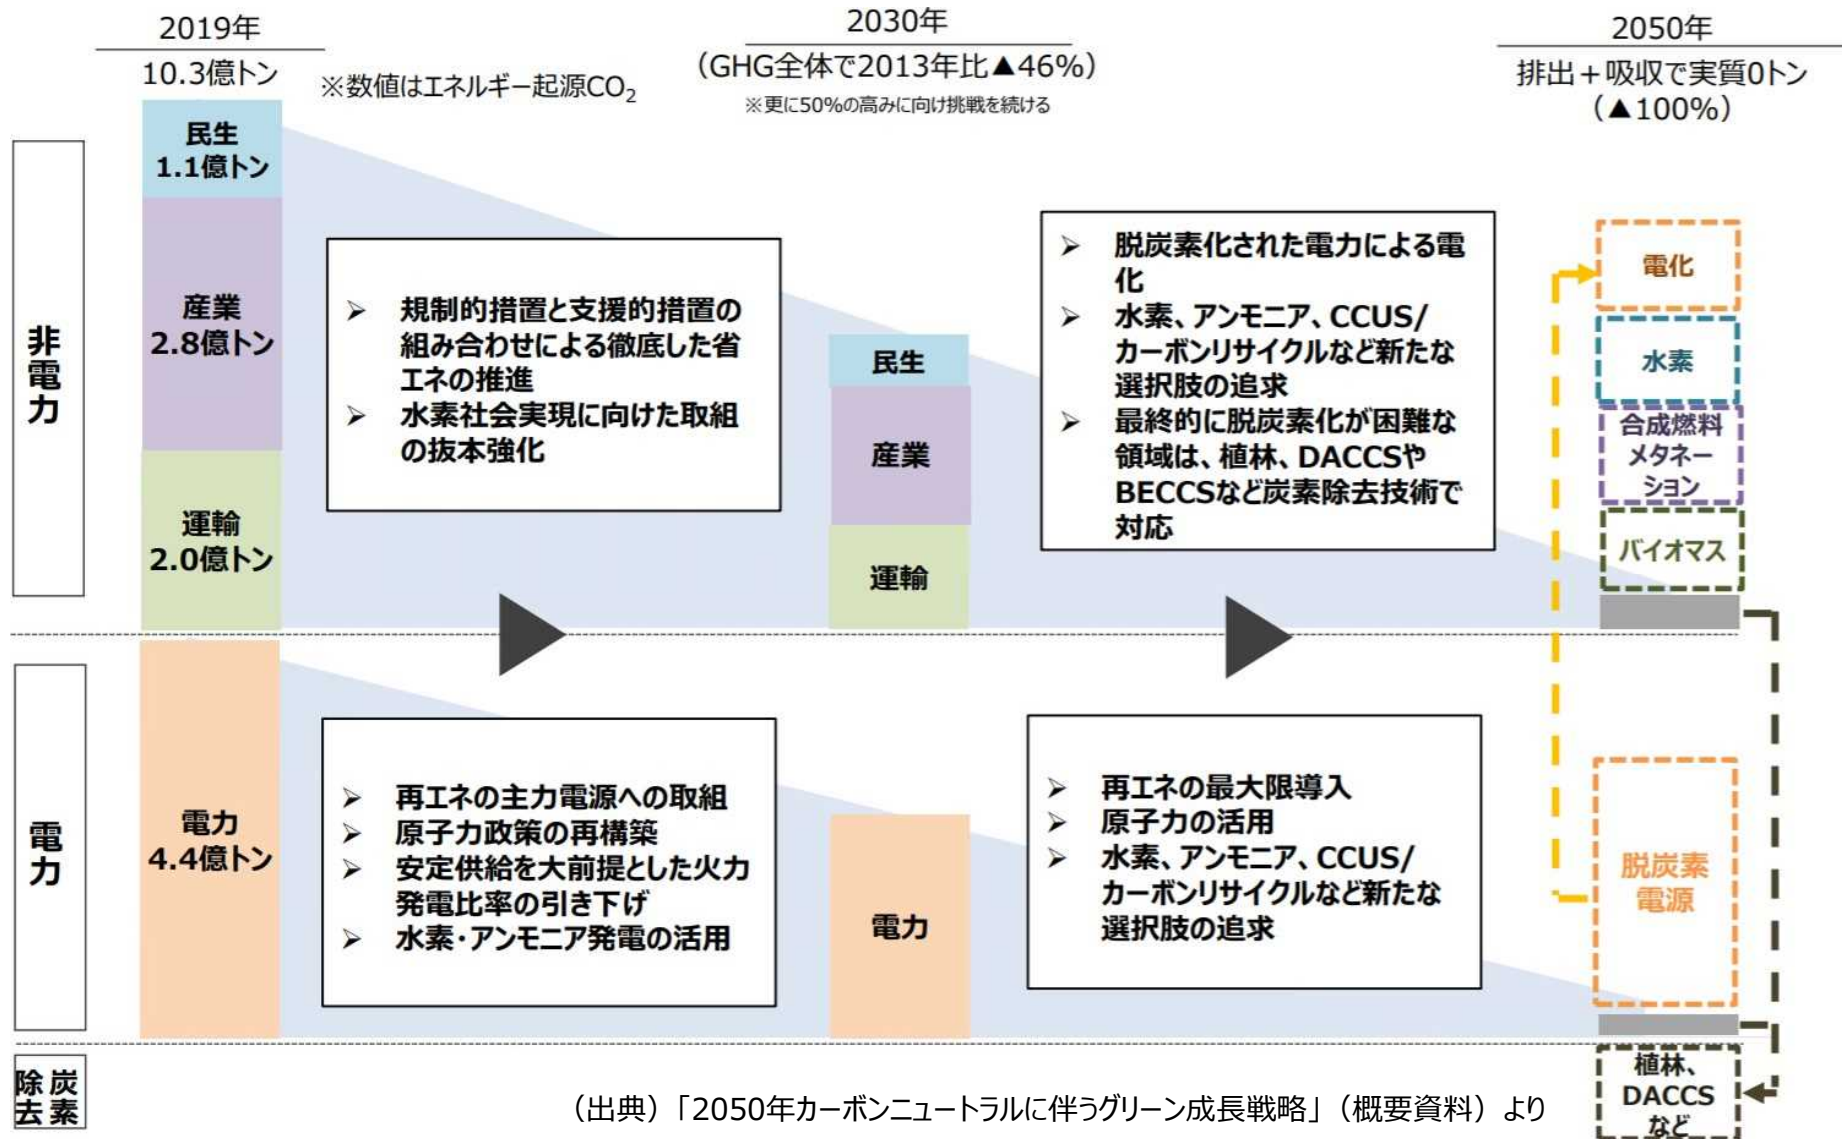 2019年
10.3億トン
※数値はエネルギー起源CO₂
2030年
（GHG全体で2013年比▲46%）
※更に50%の高みに向け挑戦を続ける
2050年
排出＋吸収で実質0トン
（▲100%）
非電力
民生
1.1億トン
産業
2.8億トン
運輸
2.0億トン
➢ 規制的措置と支援的措置の
組み合わせによる徹底した省
エネの推進
➢ 水素社会実現に向けた取組
の抜本強化
民生
産業
運輸
➢ 脱炭素化された電力による電
化
➢ 水素、アンモニア、CCUS/
カーボンリサイクルなど新たな
選択肢の追求
➢ 最終的に脱炭素化が困難な
領域は、植林、DACCSや
BECCSなど炭素除去技術で
対応
電化
水素
合成燃料
メタネー
ション
バイオマス
電力
電力
4.4億トン
➢ 再エネの主力電源への取組
➢ 原子力政策の再構築
➢ 安定供給を大前提とした火力
発電比率の引き下げ
➢ 水素・アンモニア発電の活用
電力
➢ 再エネの最大限導入
➢ 原子力の活用
➢ 水素、アンモニア、CCUS/
カーボンリサイクルなど新たな
選択肢の追求
脱炭素
電源
炭素
除去
植林、
DACCS
など
（出典）「2050年カーボンニュートラルに伴うグリーン成長戦略」（概要資料）より